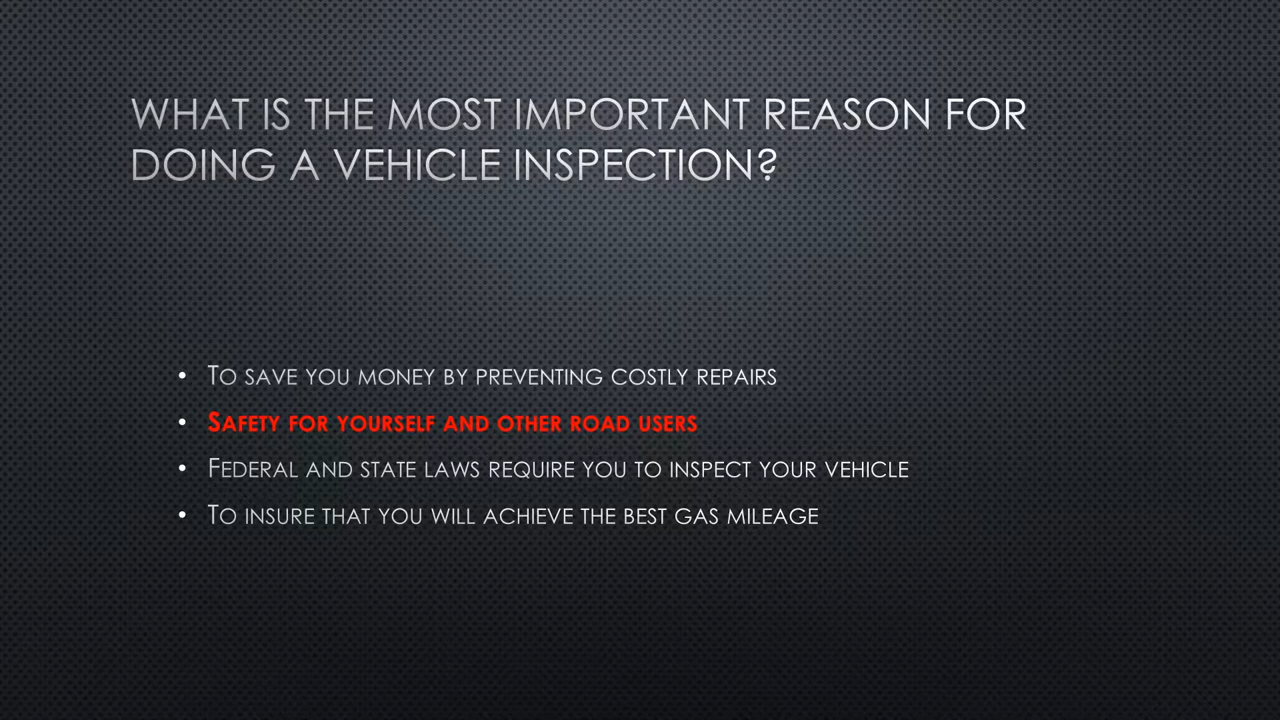 WHAT IS THE MOST IMPORTANT REASON FOR
DOING A VEHICLE INSPECTION?
• TO SAVE YOU MONEY BY PREVENTING COSTLY REPAIRS
• SAFETY FOR YOURSELF AND OTHER ROAD USERS
• FEDERAL AND STATE LAWS REQUIRE YOU TO INSPECT YOUR VEHICLE
• TO INSURE THAT YOU WILL ACHIEVE THE BEST GAS MILEAGE